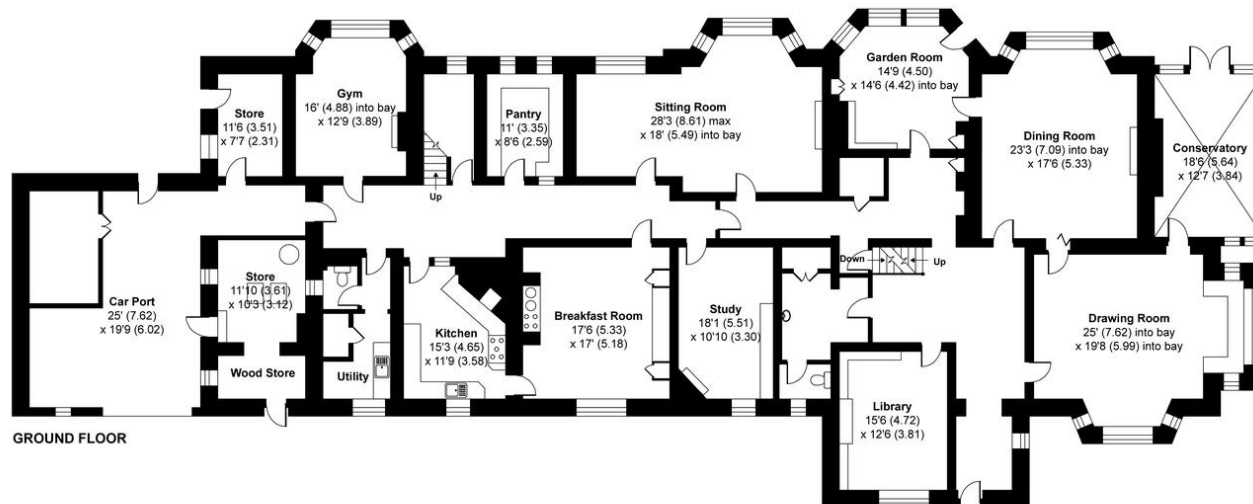 Gym
16' (4.88) into bay
x 12'9 (3.89)
Store
11'6 (3.51)
x 7'7 (2.31)
Pantry
11' (3.35)
x 8'6 (2.59)
Sitting Room
28'3 (8.61) max
x 18' (5.49) into bay
Garden Room
14'9 (4.50)
x 14'6 (4.42) into bay
Dining Room
23'3 (7.09) into bay
x 17'6 (5.33)
Conservatory
18'6 (5.64)
x 12'7 (3.84)
Up
Down
Up
Car Port
25' (7.62)
x 19'9 (6.02)
Store
11'10 (3.61)
x 10'3 (3.12)
Wood Store
Utility
Kitchen
15'3 (4.65)
x 11'9 (3.58)
Breakfast Room
17'6 (5.33)
x 17' (5.18)
Study
18'1 (5.51)
x 10'10 (3.30)
Library
15'6 (4.72)
x 12'6 (3.81)
Drawing Room
25' (7.62) into bay
x 19'8 (5.99) into bay
GROUND FLOOR